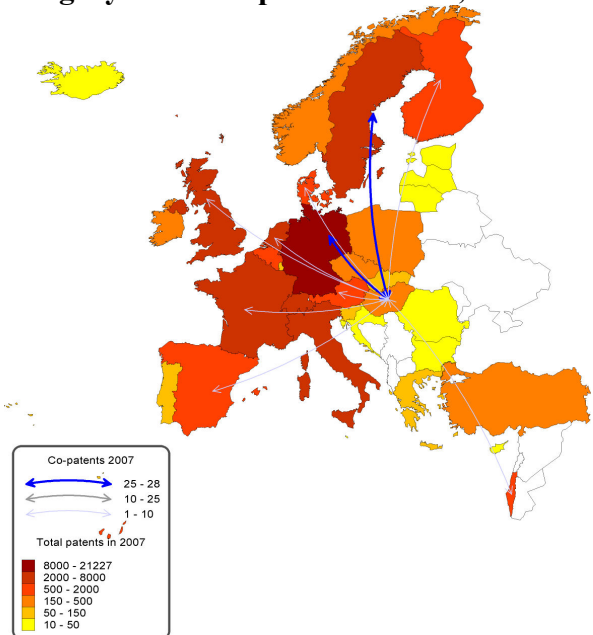 Co-patents 2007
25 - 28
10 - 25
1 - 10
Total patents in 2007
8000 - 21227
2000 - 8000
500 - 2000
150 - 500
50 - 150
10 - 50